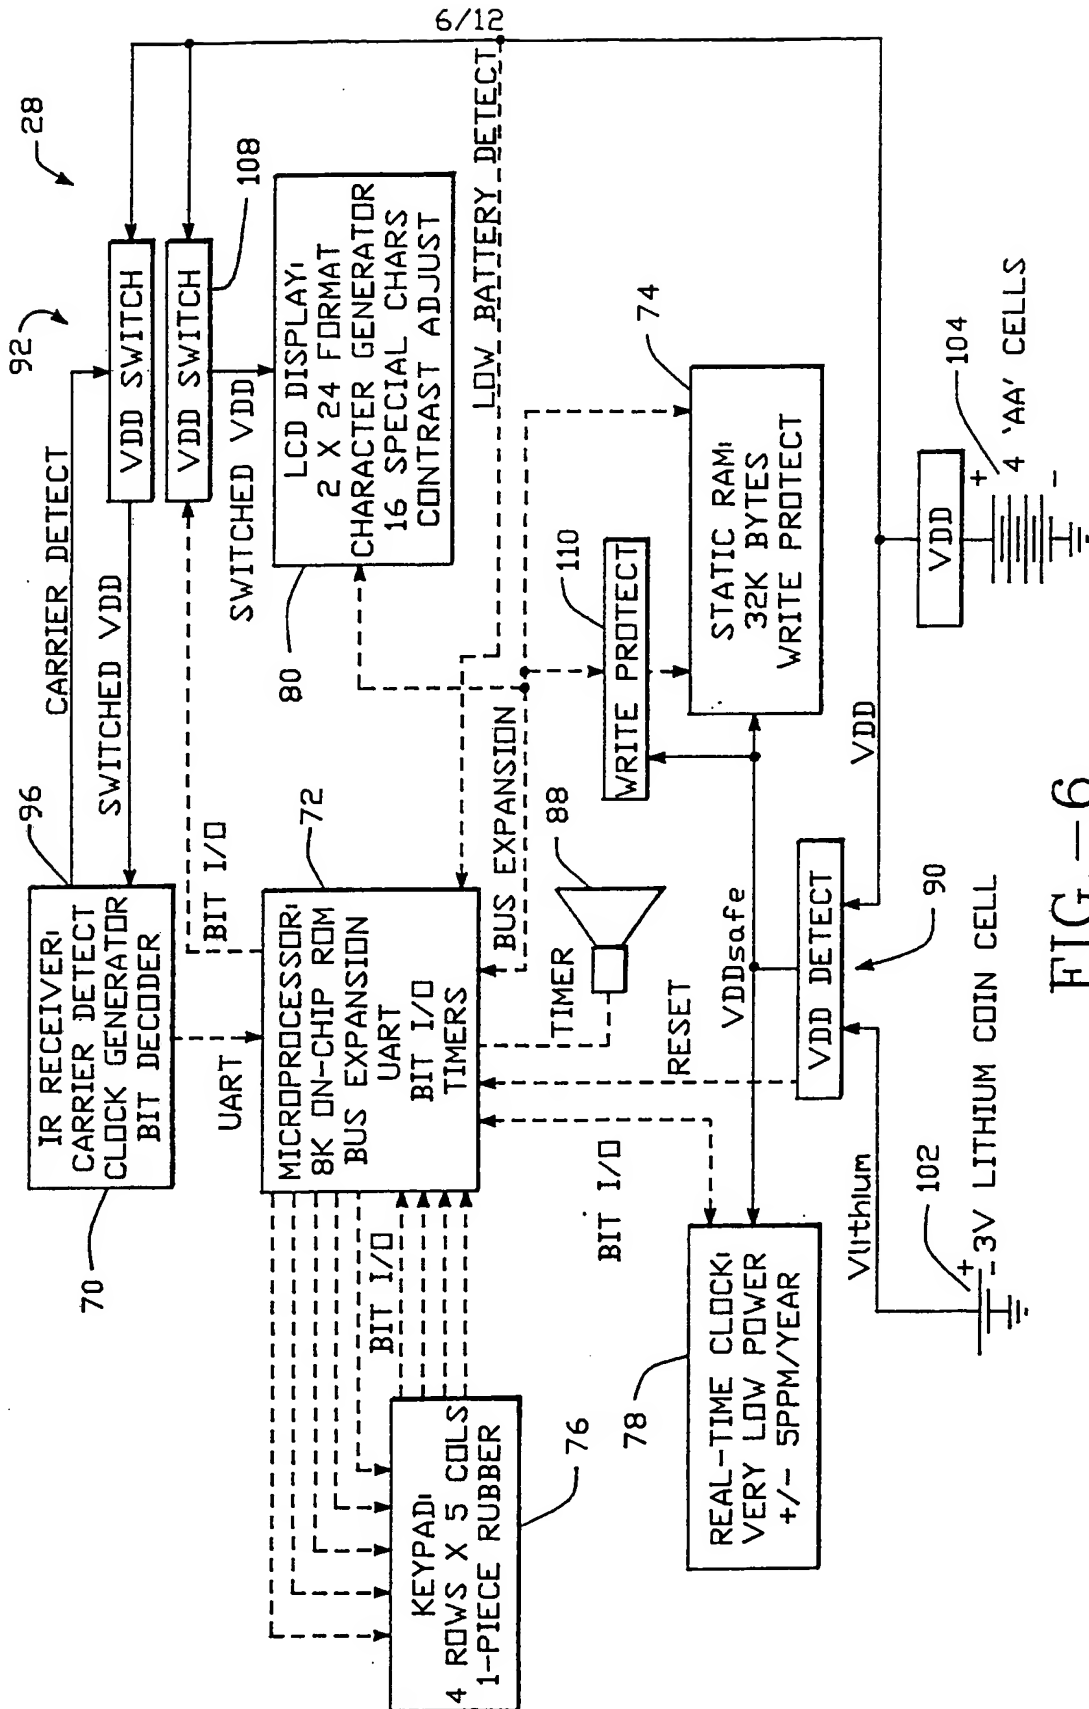 6/12
28
92
96
CARRIER DETECT
SWITCHED VDD
VDD SWITCH
VDD SWITCH
108
IR RECEIVER:
CARRIER DETECT
CLOCK GENERATOR
BIT DECODER
70
BIT I/O
UART
SWITCHED VDD
LCD DISPLAY:
2 X 24 FORMAT
CHARACTER GENERATOR
16 SPECIAL CHARS
CONTRAST ADJUST
80
LOW BATTERY DETECT
72
MICROPROCESSOR:
8K ON-CHIP ROM
BUS EXPANSION
UART
BIT I/O
TIMERS
BIT I/O
BUS EXPANSION
TIMER
88
KEYPAD:
4 ROWS X 5 COLS
1-PIECE RUBBER
76
110
WRITE PROTECT
74
STATIC RAM:
32K BYTES
WRITE PROTECT
BIT I/O
RESET
VDDsafe
78
REAL-TIME CLOCK:
VERY LOW POWER
+/- 5PPM/YEAR
VDD DETECT
90
VDD
Vlithium
102
+
-
3V LITHIUM COIN CELL
VDD
104
+
-
4 'AA' CELLS
FIG.-6